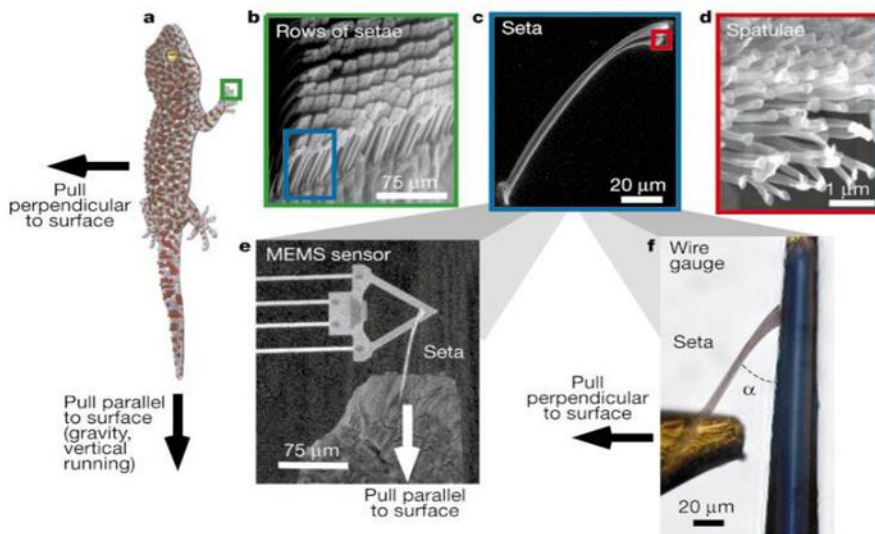 a
b
Rows of setae
75 µm
c
Seta
20 µm
d
Spatulae
1 µm
Pull
perpendicular
to surface
Pull parallel
to surface
(gravity,
vertical
running)
e
MEMS sensor
Seta
75 µm
Pull parallel
to surface
Pull
perpendicular
to surface
f
Wire
gauge
Seta
α
20 µm